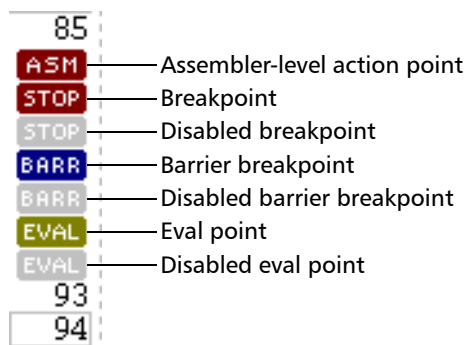 85
ASM Assembler-level action point
STOP Breakpoint
STOP Disabled breakpoint
BARR Barrier breakpoint
BARR Disabled barrier breakpoint
EVAL Eval point
EVAL Disabled eval point
93
94